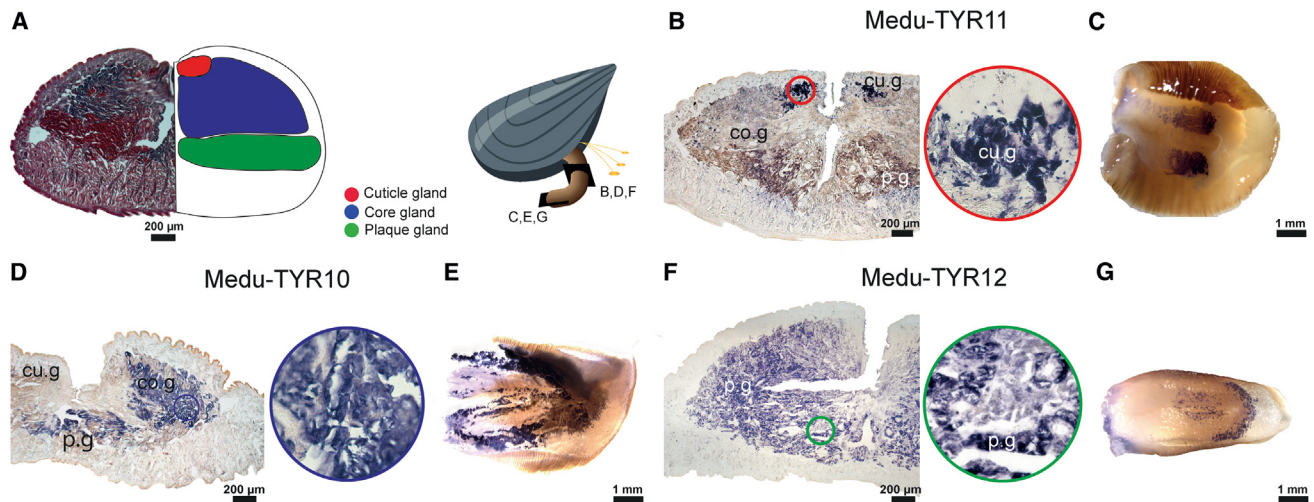 A
200 µm
Cuticle gland
Core gland
Plaque gland
B,D,F
C,E,G
Medu-TYR11
B
cu.g
co.g
p.g
200 µm
cu.g
C
1 mm
Medu-TYR10
D
cu.g
co.g
p.g
200 µm
E
1 mm
Medu-TYR12
F
p.g
200 µm
p.g
G
1 mm